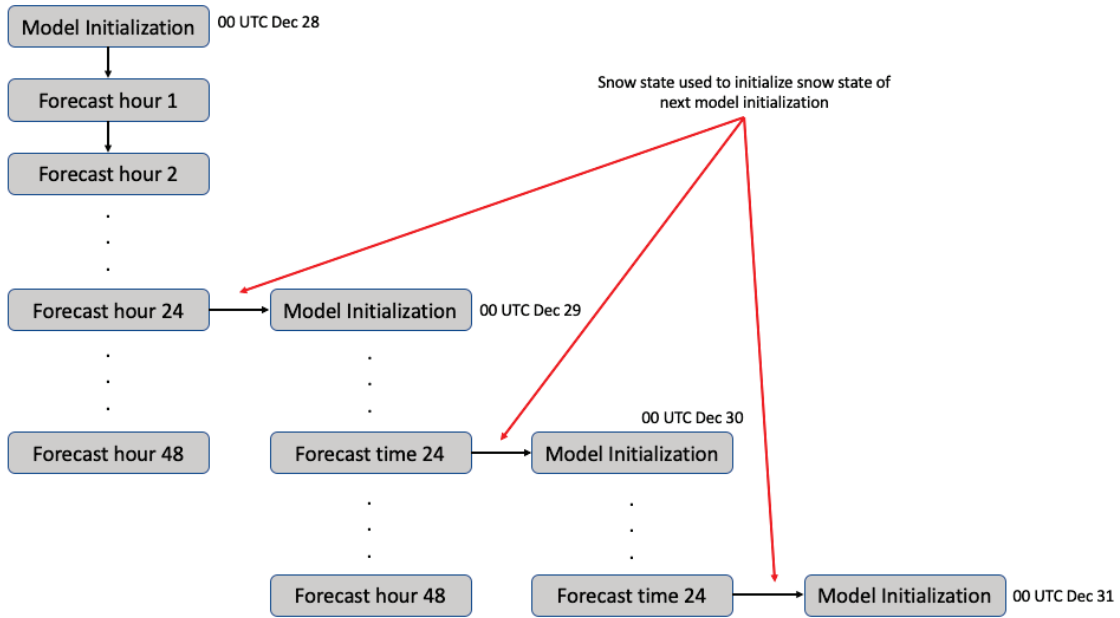 Model Initialization
00 UTC Dec 28
Forecast hour 1
Snow state used to initialize snow state of
next model initialization
Forecast hour 2
Forecast hour 24
Model Initialization
00 UTC Dec 29
00 UTC Dec 30
Forecast hour 48
Forecast time 24
Model Initialization
Forecast hour 48
Forecast time 24
Model Initialization
00 UTC Dec 31